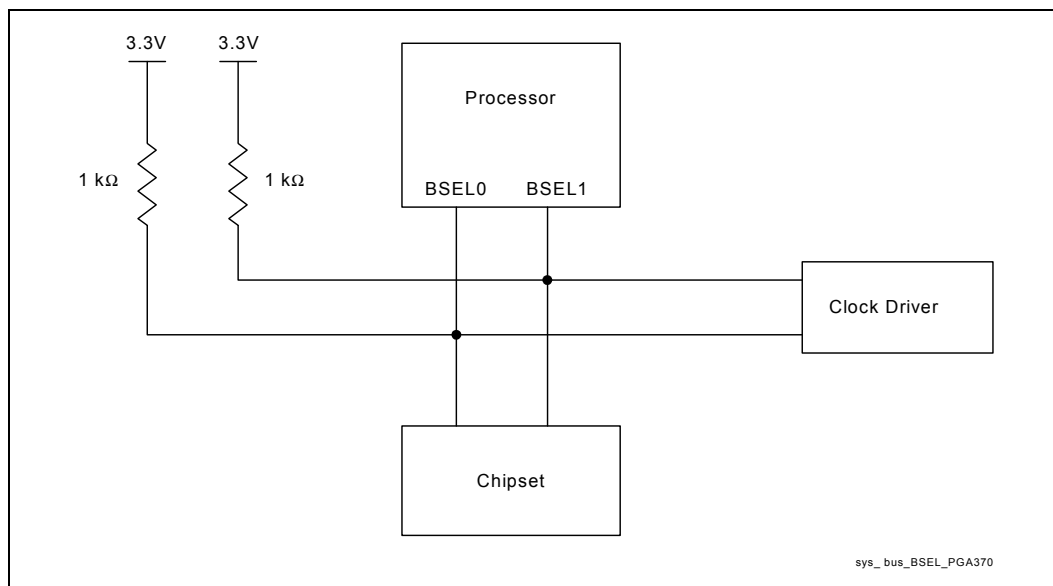 3.3V 3.3V
Processor
1 kΩ 1 kΩ
BSEL0 BSEL1
Clock Driver
Chipset
sys_ bus_BSEL_PGA370